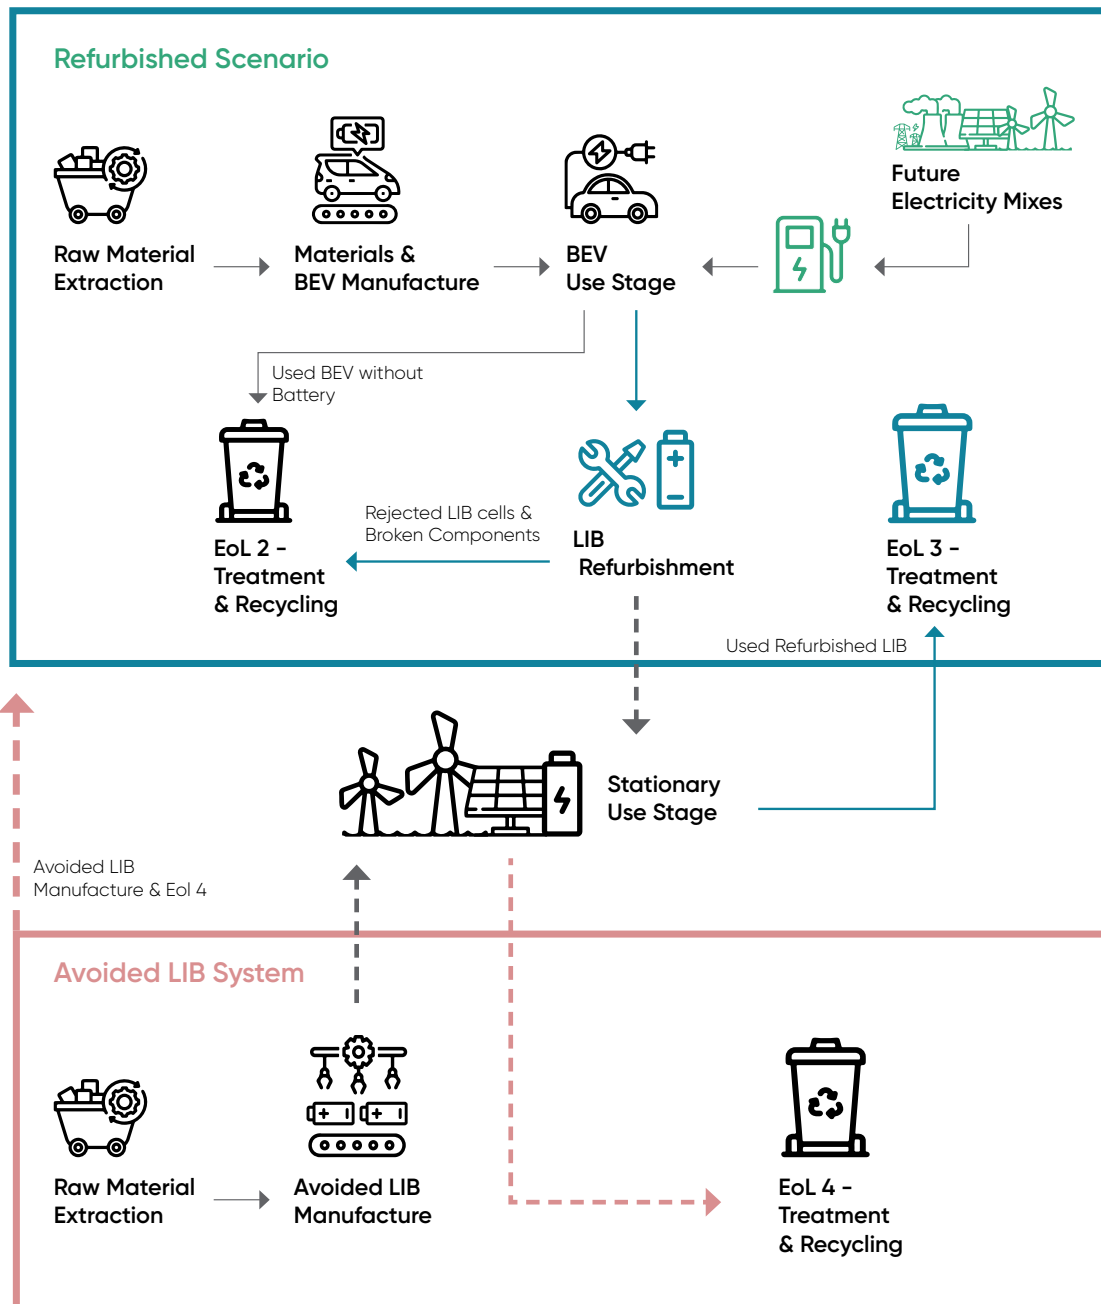 Refurbished Scenario
Future
Electricity Mixes
Raw Material
Extraction
Materials &
BEV Manufacture
BEV
Use Stage
Used BEV without
Battery
Rejected LIB cells &
Broken Components
LIB
Refurbishment
EoL 2 -
Treatment
& Recycling
EoL 3 -
Treatment
& Recycling
Used Refurbished LIB
Stationary
Use Stage
Avoided LIB
Manufacture & Eol 4
Avoided LIB System
Raw Material
Extraction
Avoided LIB
Manufacture
EoL 4 -
Treatment
& Recycling